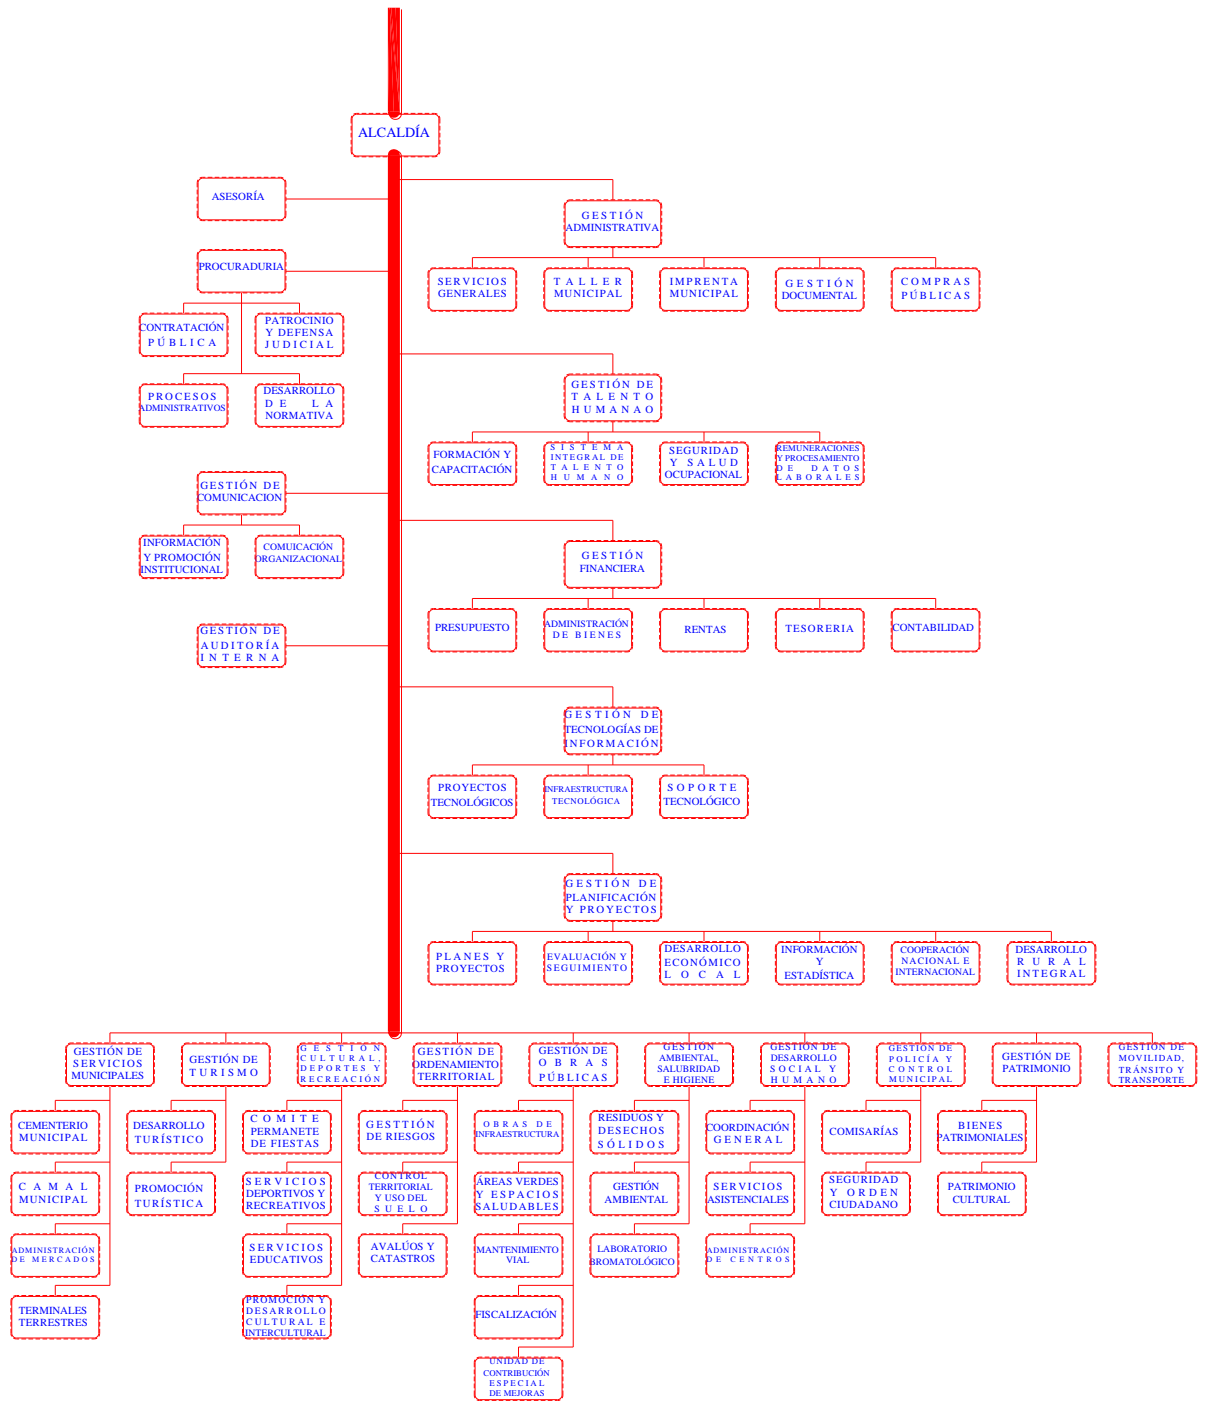 ALCALDÍA
ASESORÍA
GESTIÓN
ADMINISTRATIVA
PROCURADURIA
SERVICIOS
GENERALES
TALLER
MUNICIPAL
IMPRENTA
MUNICIPAL
GESTIÓN
DOCUMENTAL
COMPRAS
PÚBLICAS
CONTRATACIÓN
PÚBLICA
PATROCINIO
Y DEFENSA
JUDICIAL
PROCESOS
ADMINISTRATIVOS
DESARROLLO
DE LA
NORMATIVA
GESTIÓN DE
TALENTO
HUMANAO
FORMACIÓN Y
CAPACITACIÓN
SISTEMA
INTEGRAL DE
TALENTO
HUMANO
SEGURIDAD
Y SALUD
OCUPACIONAL
REMUNERACIONES
Y PROCESAMIENTO
DE DATOS
LABORALES
GESTIÓN DE
COMUNICACION
INFORMACIÓN
Y PROMOCIÓN
INSTITUCIONAL
COMUICACIÓN
ORGANIZACIONAL
GESTIÓN
FINANCIERA
PRESUPUESTO
ADMINISTRACIÓN
DE BIENES
RENTAS
TESORERIA
CONTABILIDAD
GESTIÓN DE
AUDITORÍA
INTERNA
GESTIÓN DE
TECNOLOGÍAS DE
INFORMACIÓN
PROYECTOS
TECNOLÓGICOS
INFRAESTRUCTURA
TECNOLÓGICA
SOPORTE
TECNOLÓGICO
GESTIÓN DE
PLANIFICACIÓN
Y PROYECTOS
PLANES Y
PROYECTOS
EVALUACIÓN Y
SEGUIMIENTO
DESARROLLO
ECONÓMICO
LOCAL
INFORMACIÓN
Y
ESTADÍSTICA
COOPERACIÓN
NACIONAL E
INTERNACIONAL
DESARROLLO
RURAL
INTEGRAL
GESTIÓN DE
SERVICIOS
MUNICIPALES
GESTIÓN DE
TURISMO
GESTIÓN
CULTURAL,
DEPORTES Y
RECREACIÓN
GESTIÓN DE
ORDENAMIENTO
TERRITORIAL
GESTIÓN DE
OBRAS
PÚBLICAS
GESTIÓN
AMBIENTAL,
SALUBRIDAD
E HIGIENE
GESTIÓN DE
DESARROLLO
SOCIAL Y
HUMANO
GESTIÓN DE
POLICÍA Y
CONTROL
MUNICIPAL
GESTIÓN DE
PATRIMONIO
GESTIÓN DE
MOVILIDAD,
TRÁNSITO Y
TRANSPORTE
CEMENTERIO
MUNICIPAL
DESARROLLO
TURÍSTICO
COMITE
PERMANETE
DE FIESTAS
GESTTIÓN
DE RIESGOS
OBRAS DE
INFRAESTRUCTURA
RESIDUOS Y
DESECHOS
SÓLIDOS
COORDINACIÓN
GENERAL
COMISARÍAS
BIENES
PATRIMONIALES
CAMAL
MUNICIPAL
PROMOCIÓN
TURÍSTICA
SERVICIOS
DEPORTIVOS Y
RECREATIVOS
CONTROL
TERRITORIAL
Y USO DEL
SUELO
ÁREAS VERDES
Y ESPACIOS
SALUDABLES
GESTIÓN
AMBIENTAL
SERVICIOS
ASISTENCIALES
SEGURIDAD
Y ORDEN
CIUDADANO
PATRIMONIO
CULTURAL
ADMINISTRACIÓN
DE MERCADOS
SERVICIOS
EDUCATIVOS
AVALÚOS Y
CATASTROS
MANTENIMIENTO
VIAL
LABORATORIO
BROMATOLÓGICO
ADMINISTRACIÓN
DE CENTROS
TERMINALES
TERRESTRES
PROMOCIÓN Y
DESARROLLO
CULTURAL E
INTERCULTURAL
FISCALIZACIÓN
UNIDAD DE
CONTRIBUCIÓN
ESPECIAL
DE MEJORAS